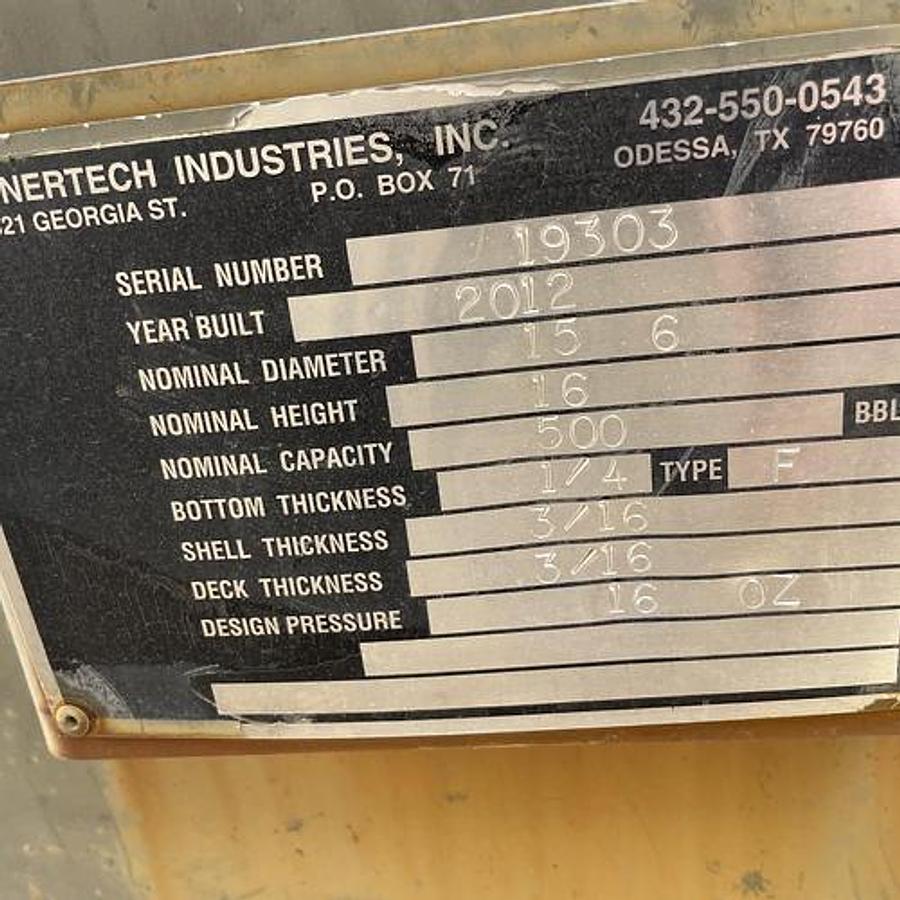 NERTECH INDUSTRIES, INC. 432-550-0543
21 GEORGIA ST. P.O. BOX 71 ODESSA, TX 79760
SERIAL NUMBER 19303
YEAR BUILT 2012
NOMINAL DIAMETER 15 6
NOMINAL HEIGHT 16
NOMINAL CAPACITY 500 BBL
BOTTOM THICKNESS 1/4 TYPE F
SHELL THICKNESS 3/16
DECK THICKNESS 3/16
DESIGN PRESSURE 16 OZ